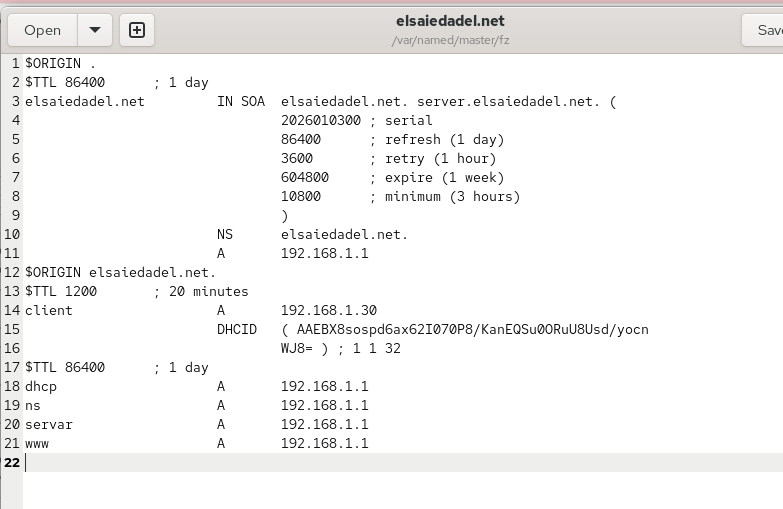 Open
elsaiedadel.net
/var/named/master/fz
Save
1 $ORIGIN .
2 $TTL 86400      ; 1 day
3 elsaiedadel.net         IN SOA  elsaiedadel.net. server.elsaiedadel.net. (
4                                 2026010300 ; serial
5                                 86400      ; refresh (1 day)
6                                 3600       ; retry (1 hour)
7                                 604800     ; expire (1 week)
8                                 10800      ; minimum (3 hours)
9                                 )
10                         NS      elsaiedadel.net.
11                         A       192.168.1.1
12 $ORIGIN elsaiedadel.net.
13 $TTL 1200       ; 20 minutes
14 client                  A       192.168.1.30
15                         DHCID   ( AAEBX8sospd6ax62I070P8/KanEQSu0ORuU8Usd/yocn
16                                 WJ8= ) ; 1 1 32
17 $TTL 86400      ; 1 day
18 dhcp                    A       192.168.1.1
19 ns                      A       192.168.1.1
20 servar                  A       192.168.1.1
21 www                     A       192.168.1.1
22